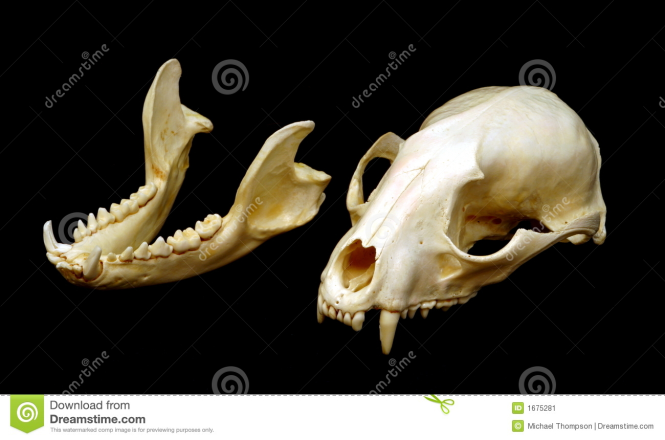 dreamstime
dreamstime
dreamstime
dreamstime
dreamstime
dreamstime
dreamstime
Download from
Dreamstime.com
This watermarked comp image is for previewing purposes only.
ID 1675281
© Michael Thompson | Dreamstime.com